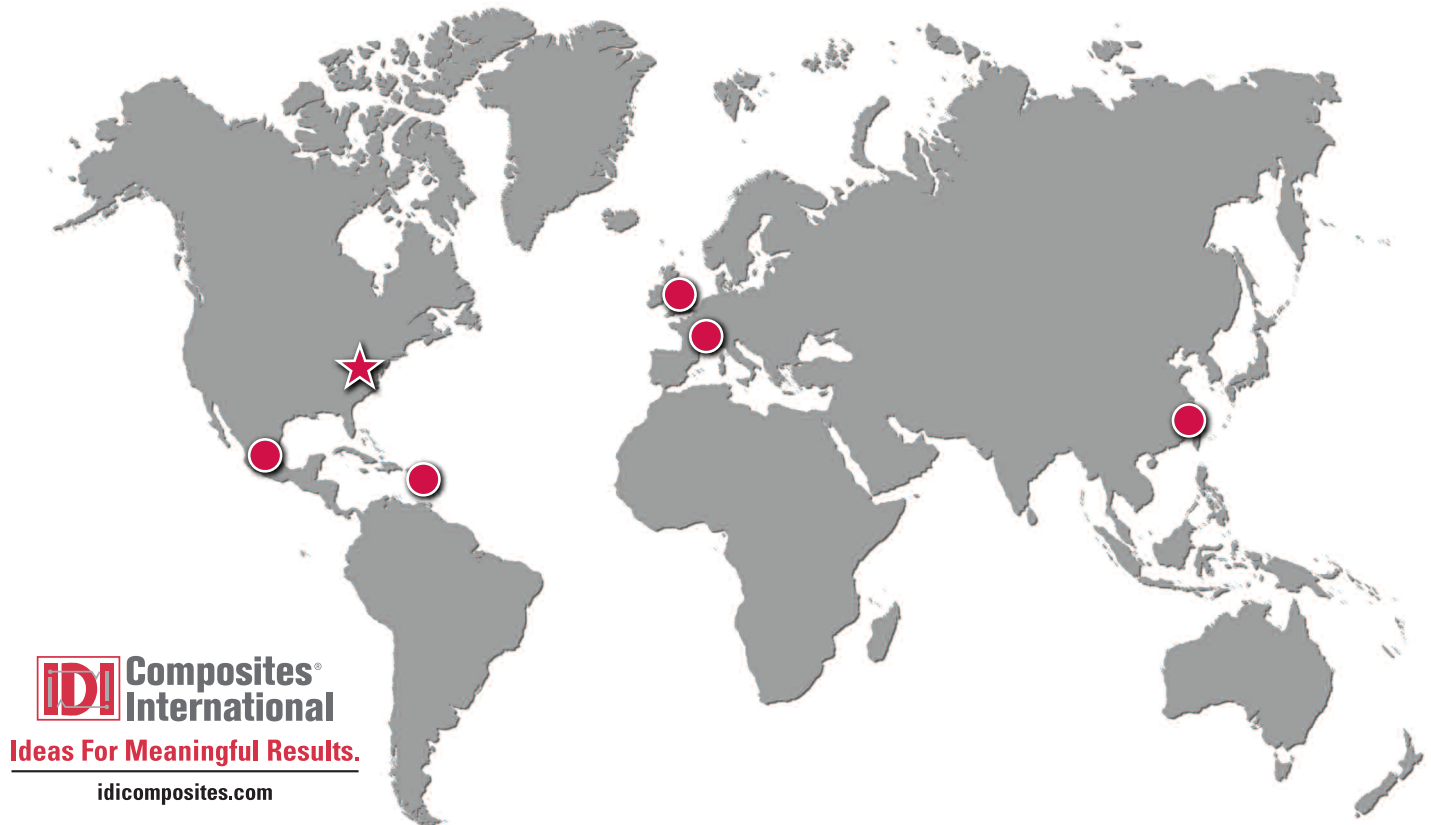 iDi Composites®
International
Ideas For Meaningful Results.
idicomposites.com